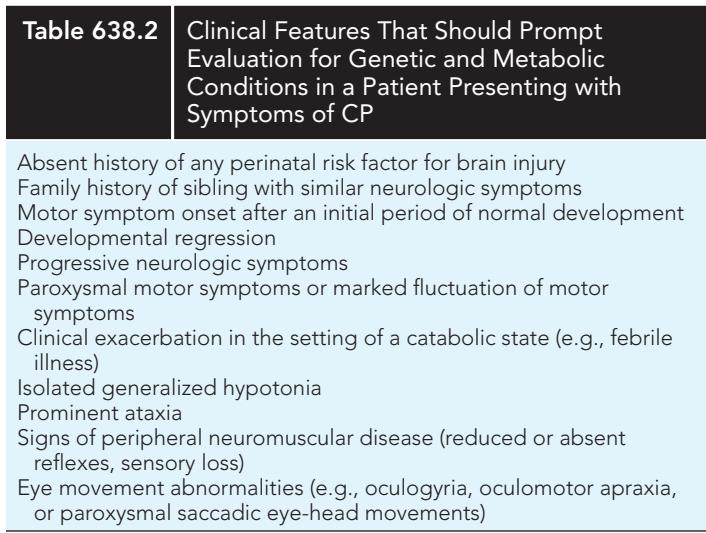 Table 638.2
Clinical Features That Should Prompt
Evaluation for Genetic and Metabolic
Conditions in a Patient Presenting with
Symptoms of CP
Absent history of any perinatal risk factor for brain injury
Family history of sibling with similar neurologic symptoms
Motor symptom onset after an initial period of normal development
Developmental regression
Progressive neurologic symptoms
Paroxysmal motor symptoms or marked fluctuation of motor
symptoms
Clinical exacerbation in the setting of a catabolic state (e.g., febrile
illness)
Isolated generalized hypotonia
Prominent ataxia
Signs of peripheral neuromuscular disease (reduced or absent
reflexes, sensory loss)
Eye movement abnormalities (e.g., oculogyria, oculomotor apraxia,
or paroxysmal saccadic eye-head movements)